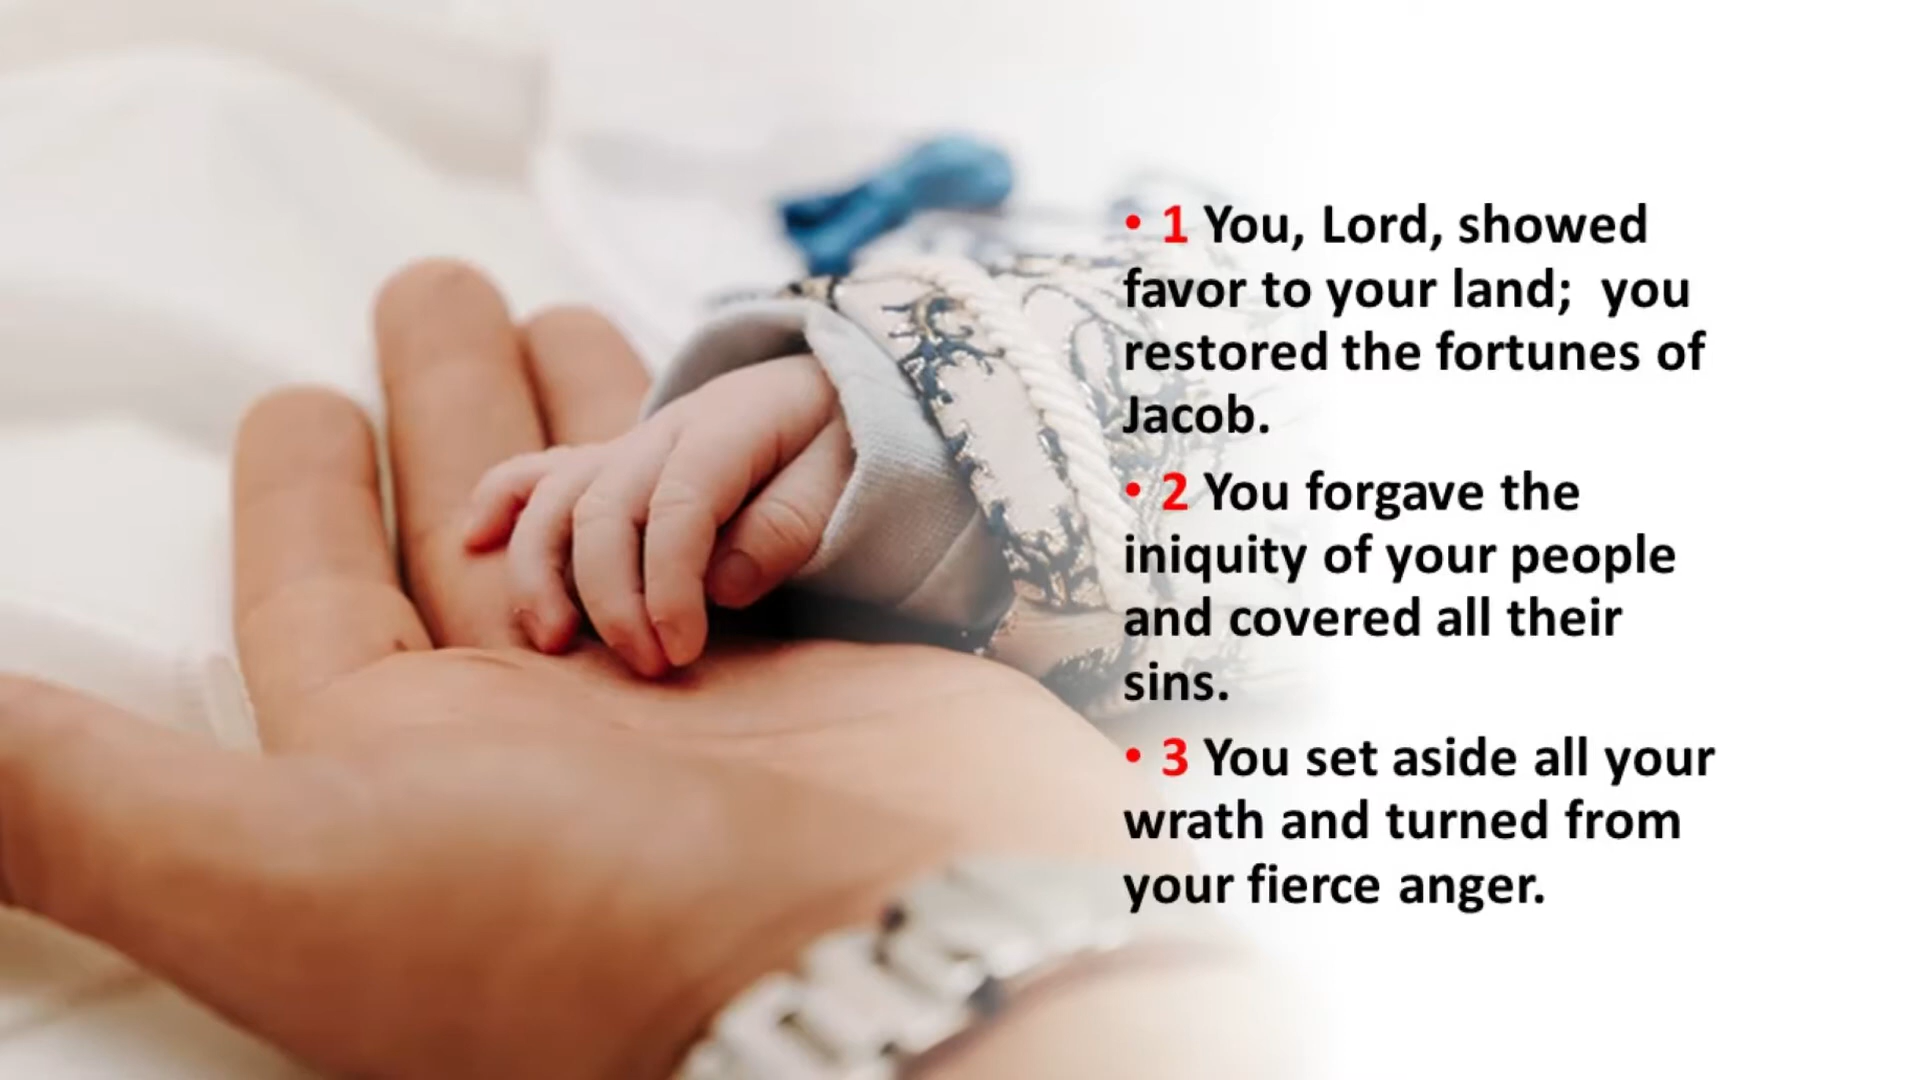 • 1 You, Lord, showed
favor to your land;  you
restored the fortunes of
Jacob.
• 2 You forgave the
iniquity of your people
and covered all their
sins.
• 3 You set aside all your
wrath and turned from
your fierce anger.